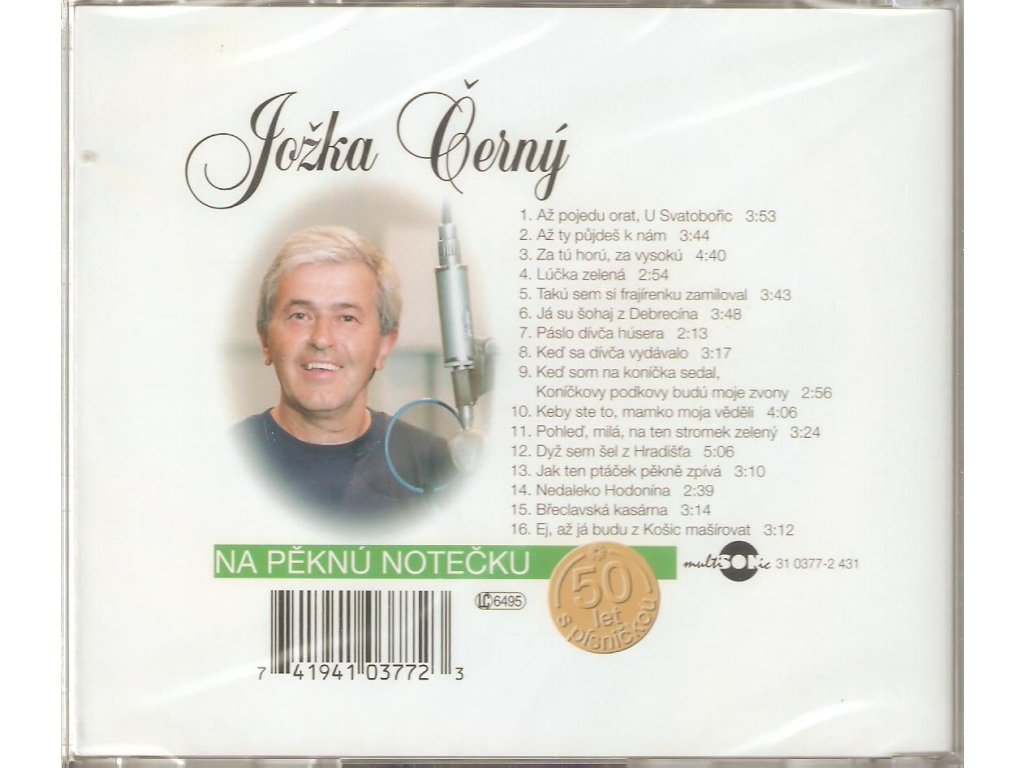 Jožka Černý
1. Až pojedu orat, U Svatobořic 3:53
2. Až ty půjdeš k nám 3:44
3. Za tú horú, za vysokú 4:40
4. Lúčka zelená 2:54
5. Takú sem si frajírenku zamiloval 3:43
6. Já su šohaj z Debrecína 3:48
7. Páslo dívča húsera 2:13
8. Keď sa dívča vydávalo 3:17
9. Keď som na koníčka sedal,
Koníčkovy podkovy budú moje zvony 2:56
10. Keby ste to, mamko moja věděli 4:06
11. Pohleď, milá, na ten stromek zelený 3:24
12. Dyž sem šel z Hradišťa 5:06
13. Jak ten ptáček pěkně zpívá 3:10
14. Nedaleko Hodonína 2:39
15. Břeclavská kasárna 3:14
16. Ej, až já budu z Košic mašírovat 3:12
NA PĚKNÚ NOTEČKU
50
let
s písničkou
multiSONic 31 0377-2 431
LC 6495
7 41941 03772 3